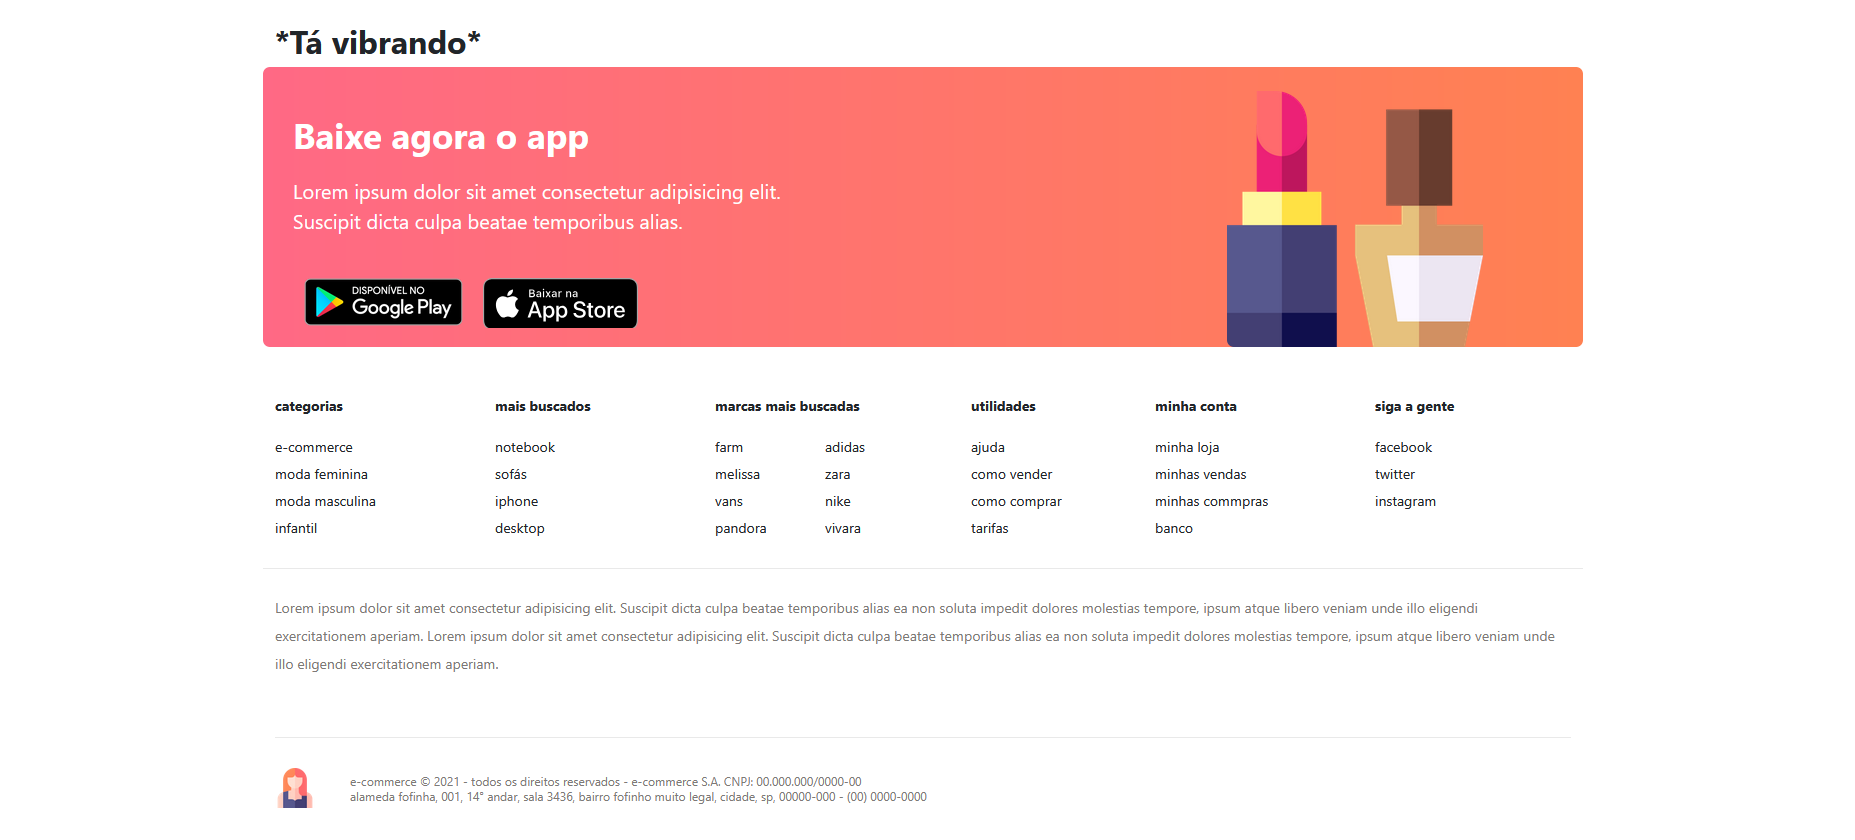 *Tá vibrando*
Baixe agora o app
Lorem ipsum dolor sit amet consectetur adipisicing elit.
Suscipit dicta culpa beatae temporibus alias.
DISPONÍVEL NO
Google Play
Baixar na
App Store
categorias
e-commerce
moda feminina
moda masculina
infantil
mais buscados
notebook
sofás
iphone
desktop
marcas mais buscadas
farm
melissa
vans
pandora
adidas
zara
nike
vivara
utilidades
ajuda
como vender
como comprar
tarifas
minha conta
minha loja
minhas vendas
minhas commpras
banco
siga a gente
facebook
twitter
instagram
Lorem ipsum dolor sit amet consectetur adipisicing elit. Suscipit dicta culpa beatae temporibus alias ea non soluta impedit dolores molestias tempore, ipsum atque libero veniam unde illo eligendi
exercitationem aperiam. Lorem ipsum dolor sit amet consectetur adipisicing elit. Suscipit dicta culpa beatae temporibus alias ea non soluta impedit dolores molestias tempore, ipsum atque libero veniam unde
illo eligendi exercitationem aperiam.
e-commerce © 2021 - todos os direitos reservados - e-commerce S.A. CNPJ: 00.000.000/0000-00
alameda fofinha, 001, 14° andar, sala 3436, bairro fofinho muito legal, cidade, sp, 00000-000 - (00) 0000-0000